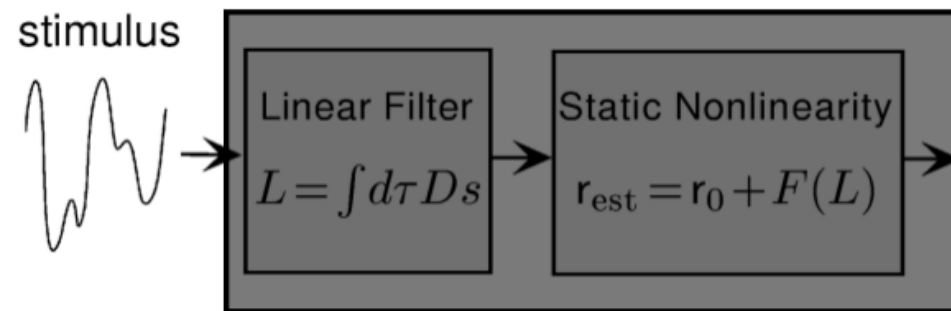 stimulus
Linear Filter
L = ∫dτDs
Static Nonlinearity
r_est = r_0 + F(L)